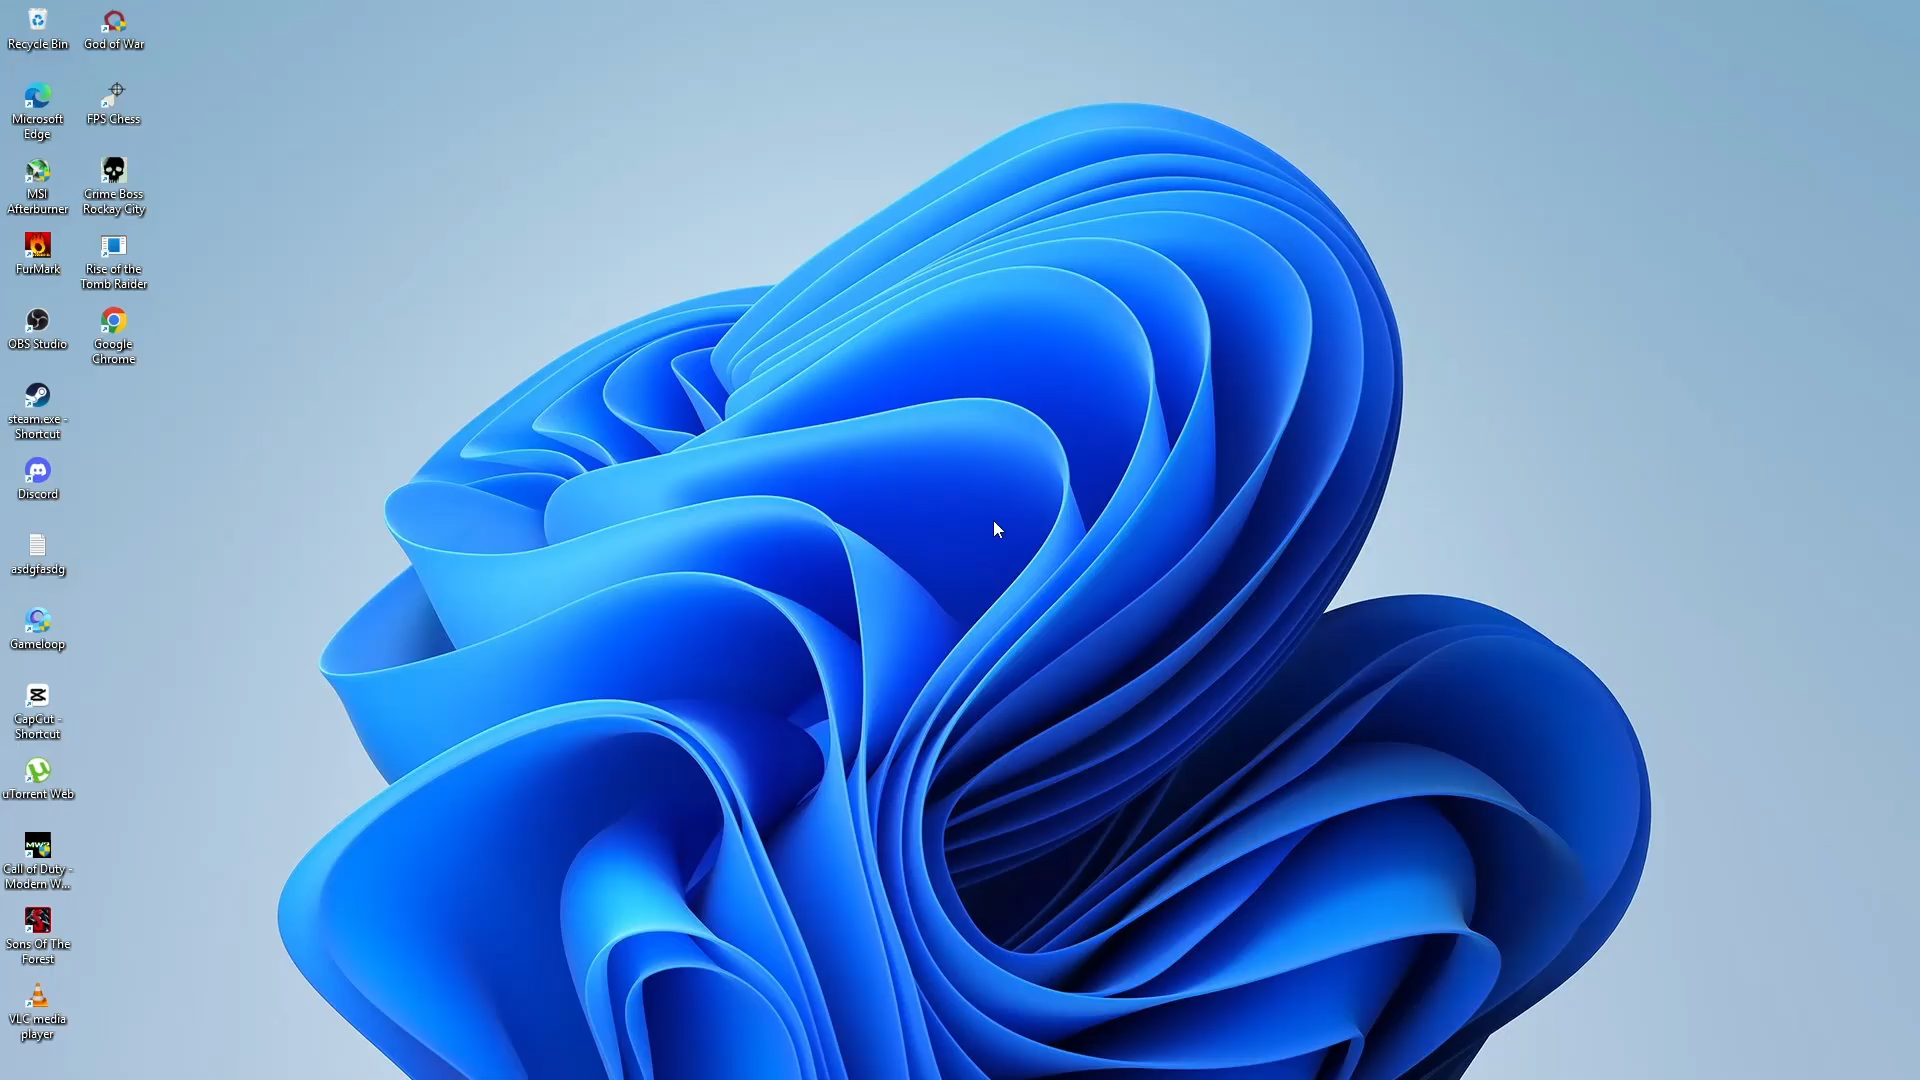 Recycle Bin
God of War
Microsoft
Edge
FPS Chess
MSI
Afterburner
Crime Boss
Rockay City
FurMark
Rise of the
Tomb Raider
OBS Studio
Google
Chrome
steam.exe -
Shortcut
Discord
asdgfasdg
Gameloop
CapCut -
Shortcut
uTorrent Web
MW2
Call of Duty -
Modern W...
Sons Of The
Forest
VLC media
player